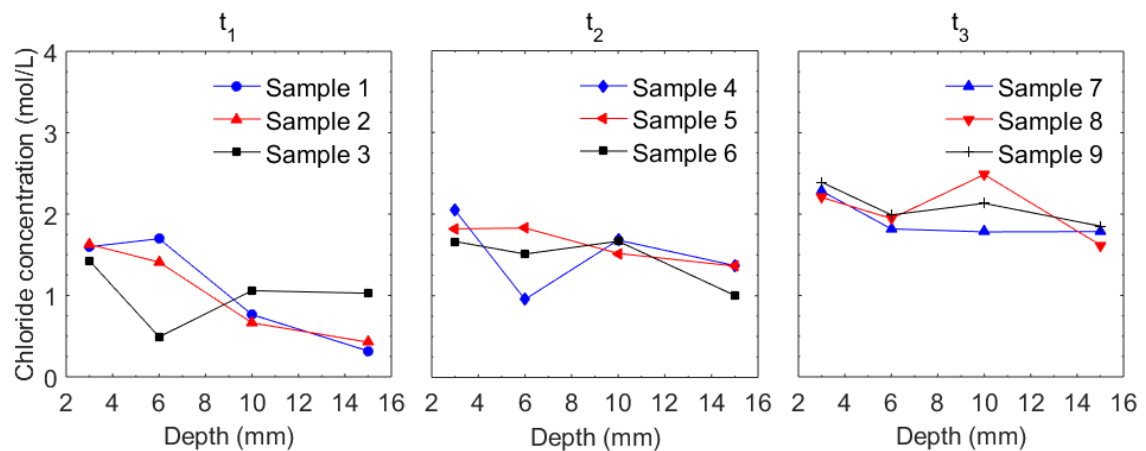 t1
t2
t3
Chloride concentration (mol/L)
4
3
2
1
0
Sample 1
Sample 2
Sample 3
2 4 6 8 10 12 14 16
Depth (mm)
Sample 4
Sample 5
Sample 6
2 4 6 8 10 12 14 16
Depth (mm)
Sample 7
Sample 8
Sample 9
2 4 6 8 10 12 14 16
Depth (mm)